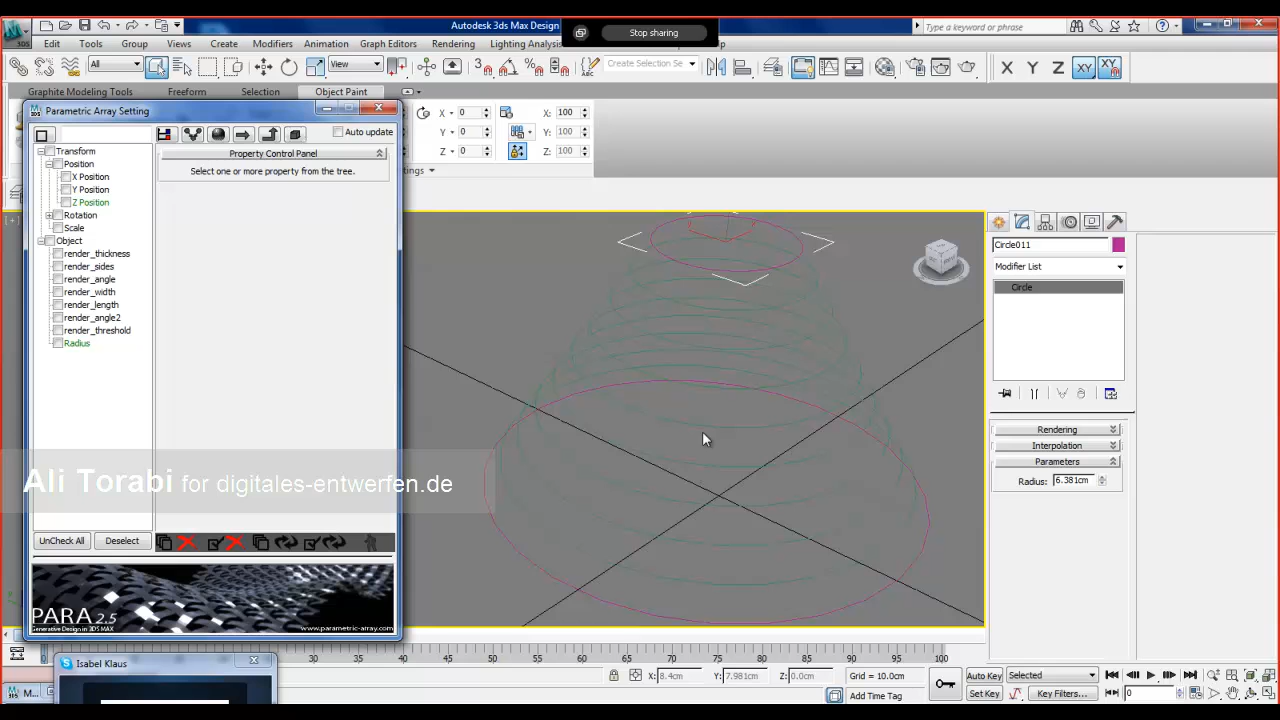 Autodesk 3ds Max Design
Stop sharing
Type a keyword or phrase
Edit Tools Group Views Create Modifiers Animation Graph Editors Rendering Lighting Analysis Help
All
View
Create Selection Se
X Y Z XY XY
Graphite Modeling Tools Freeform Selection Object Paint
Parametric Array Setting
X 0 X: 100
Auto update
Y 0 Y: 100
Z 0 Z: 100
Transform
Property Control Panel
Position
Select one or more property from the tree.
X Position
Y Position
Z Position
Rotation
Scale
Object
render_thickness
render_sides
render_angle
render_width
render_length
render_angle2
render_threshold
Radius
Circle011
Modifier List
Circle
Rendering
Interpolation
Parameters
Radius: 6.381cm
Ali Torabi for digitales-entwerfen.de
UnCheck All Deselect
PARA 2.5
Generative Design in 3DS MAX
www.parametric-array.com
30 35 40 45 50 55 60 65 70 75 80 85 90 95 100
Isabel Klaus
X: 8.4cm Y: 7.981cm Z: 0.0cm Grid = 10.0cm
Auto Key Selected
M...
Add Time Tag
Set Key Key Filters... 0